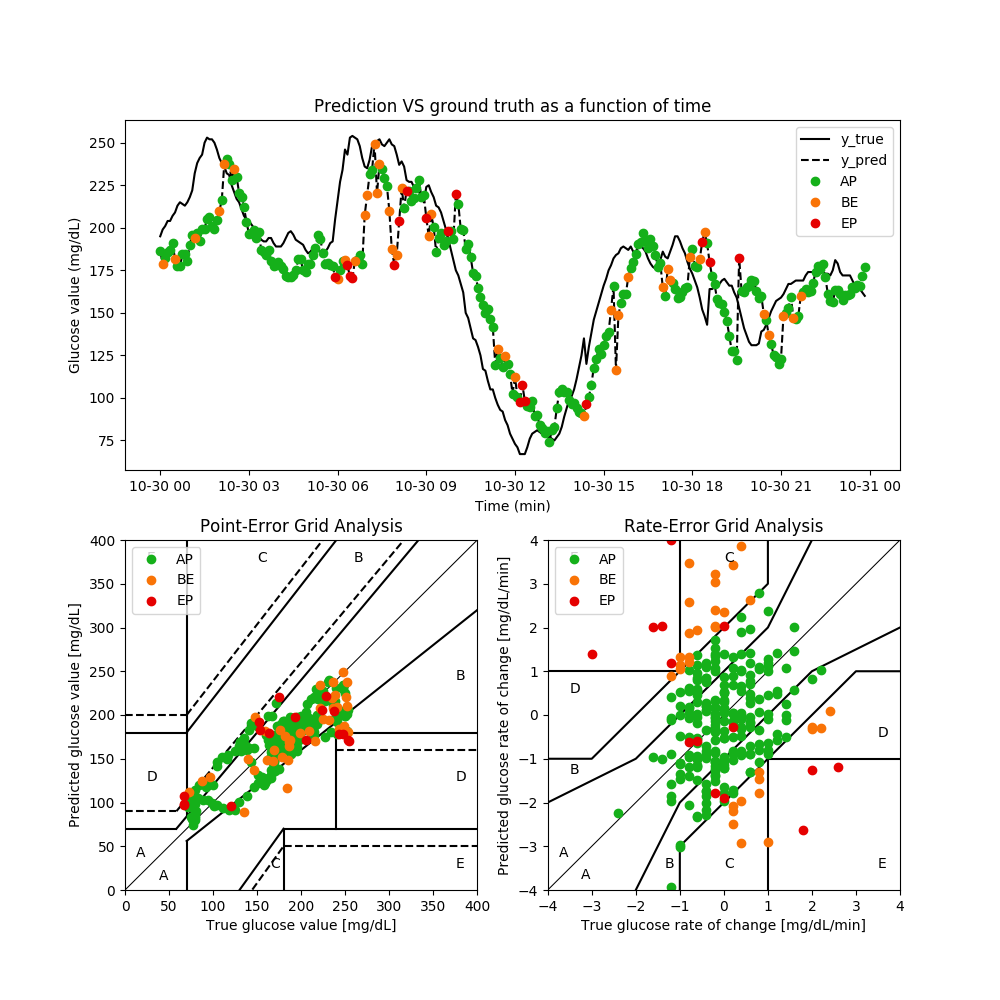 Prediction VS ground truth as a function of time
Glucose value (mg/dL)
250
225
200
175
150
125
100
75
y_true
y_pred
AP
BE
EP
10-30 00 10-30 03 10-30 06 10-30 09 10-30 12 10-30 15 10-30 18 10-30 21 10-31 00
Time (min)
Point-Error Grid Analysis
Predicted glucose value [mg/dL]
400
350
300
250
200
150
100
50
0
AP
BE
EP
C
B
B
D
D
A
A
C
E
0 50 100 150 200 250 300 350 400
True glucose value [mg/dL]
Rate-Error Grid Analysis
Predicted glucose rate of change [mg/dL/min]
4
3
2
1
0
−1
−2
−3
−4
AP
BE
EP
C
D
D
B
A
A
B
C
E
−4 −3 −2 −1 0 1 2 3 4
True glucose rate of change [mg/dL/min]